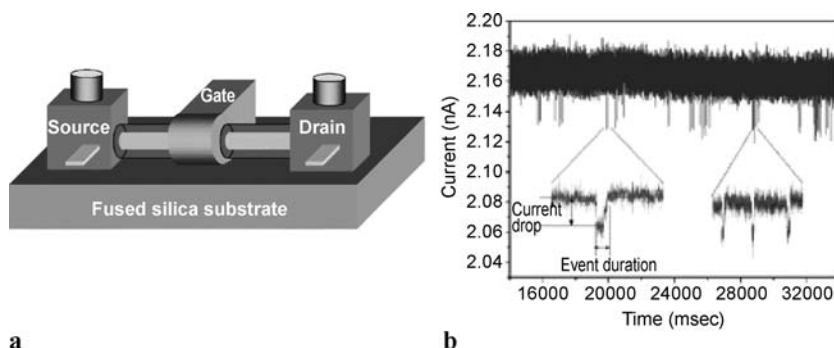 Gate
Source
Drain
Fused silica substrate
a
2.20
2.18
2.16
2.14
2.12
2.10
2.08
2.06
2.04
Current (nA)
Current
drop
Event duration
16000 20000 24000 28000 32000
Time (msec)
b